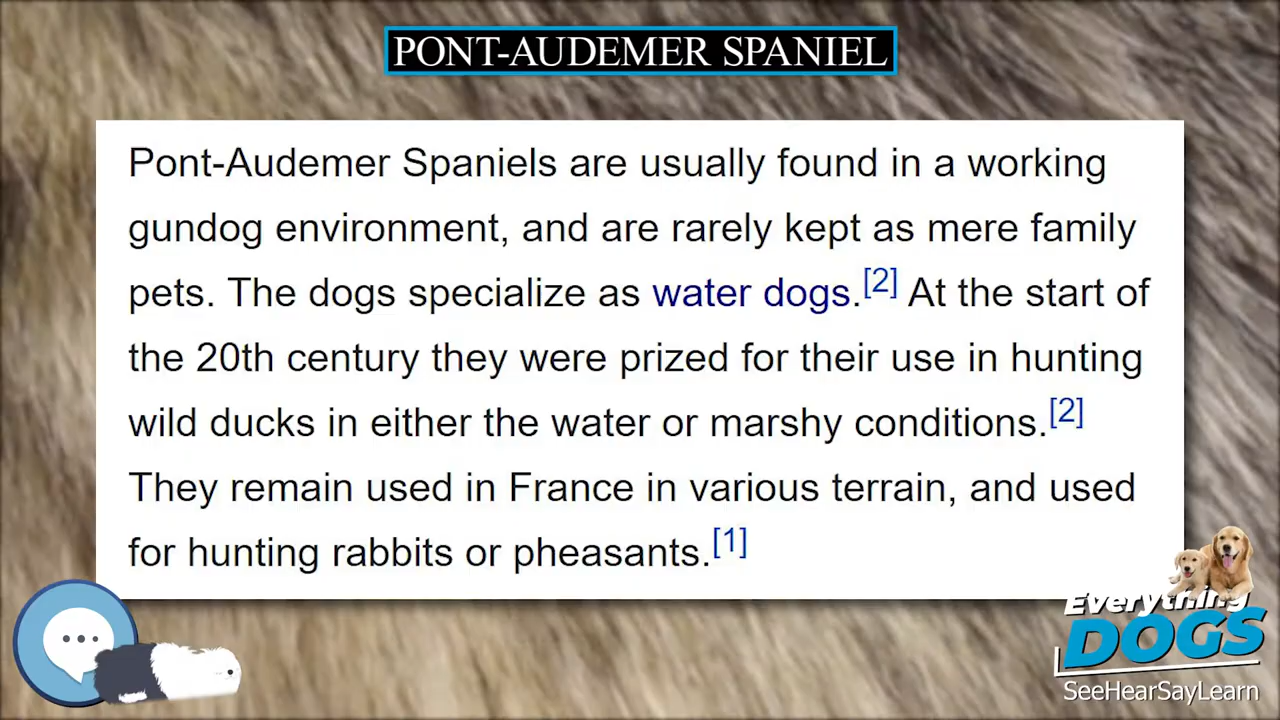 PONT-AUDEMER SPANIEL
Pont-Audemer Spaniels are usually found in a working
gundog environment, and are rarely kept as mere family
pets. The dogs specialize as water dogs.[2] At the start of
the 20th century they were prized for their use in hunting
wild ducks in either the water or marshy conditions.[2]
They remain used in France in various terrain, and used
for hunting rabbits or pheasants.[1]
Everything
DOGS
SeeHearSayLearn